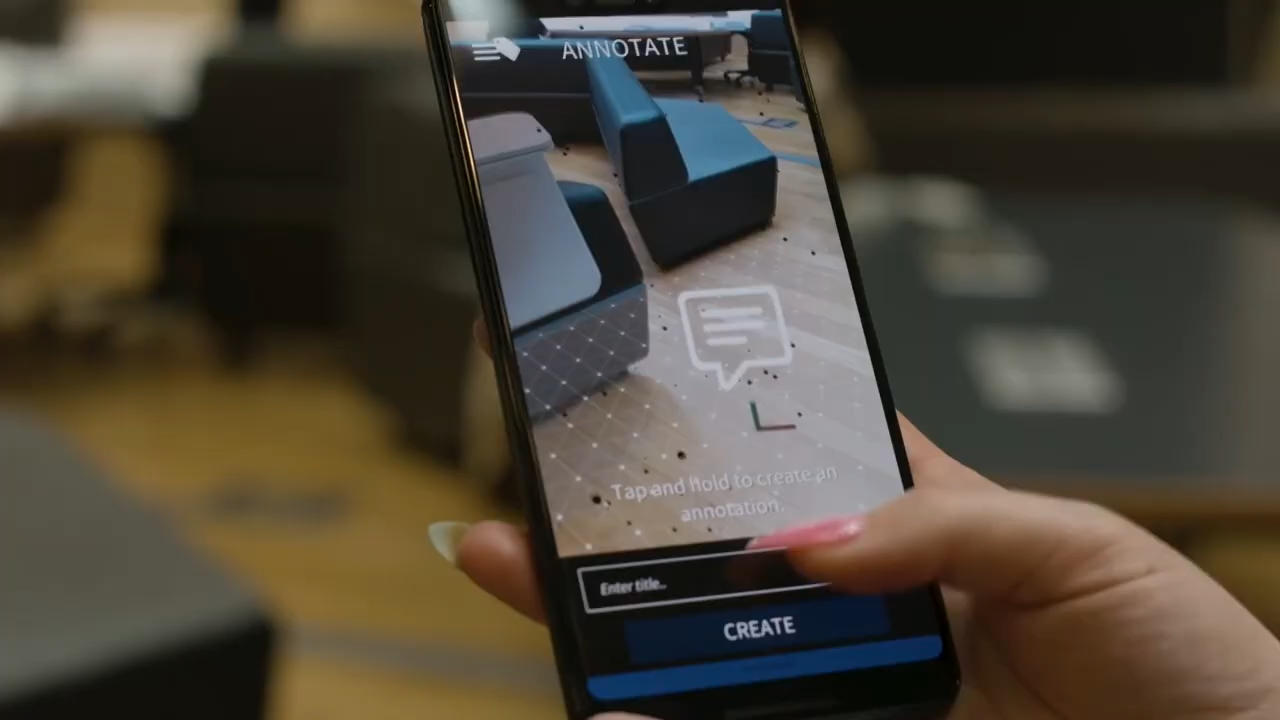 ANNOTATE
Tap and hold to create an
annotation.
Enter title..
CREATE